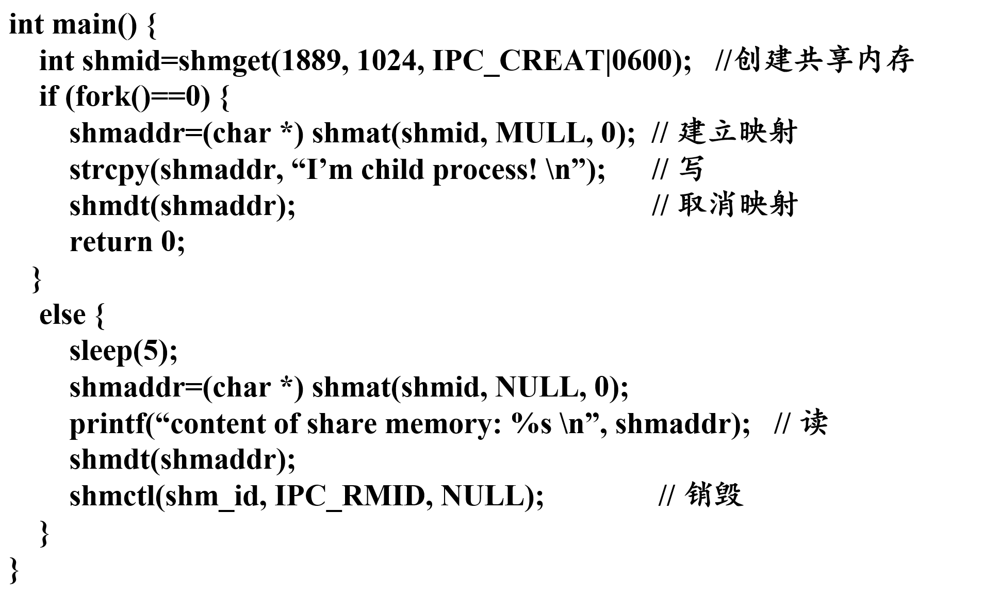 int main() {
int shmid=shmget(1889, 1024, IPC_CREAT|0600); //创建共享内存
if (fork()==0) {
shmaddr=(char *) shmat(shmid, MULL, 0); // 建立映射
strcpy(shmaddr, “I’m child process! \n”); // 写
shmdt(shmaddr); // 取消映射
return 0;
}
else {
sleep(5);
shmaddr=(char *) shmat(shmid, NULL, 0);
printf(“content of share memory: %s \n”, shmaddr); // 读
shmdt(shmaddr);
shmctl(shm_id, IPC_RMID, NULL); // 销毁
}
}